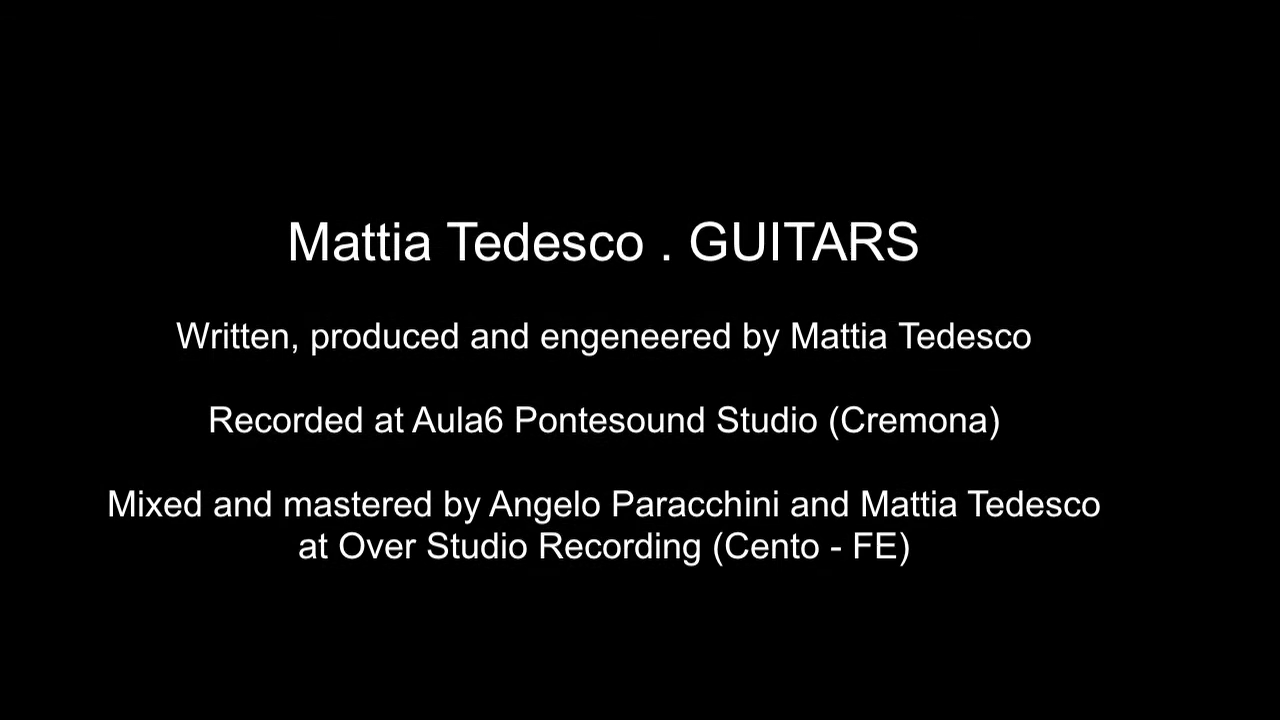 Mattia Tedesco . GUITARS
Written, produced and engeneered by Mattia Tedesco
Recorded at Aula6 Pontesound Studio (Cremona)
Mixed and mastered by Angelo Paracchini and Mattia Tedesco
at Over Studio Recording (Cento - FE)